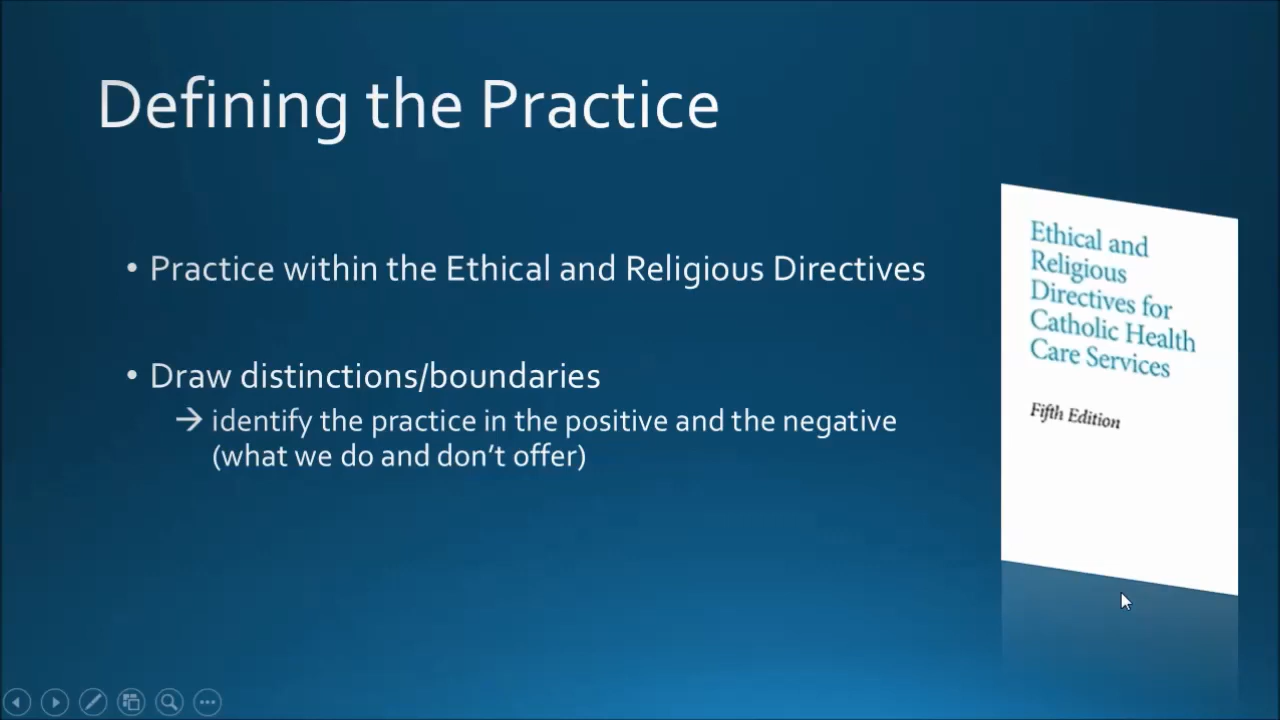 Defining the Practice
• Practice within the Ethical and Religious Directives
• Draw distinctions/boundaries
→ identify the practice in the positive and the negative
(what we do and don’t offer)
Ethical and
Religious
Directives for
Catholic Health
Care Services
Fifth Edition